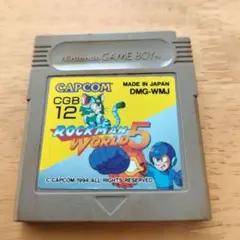 Nintendo GAME BOY
CAPCOM
MADE IN JAPAN
DMG-WMJ
CGB
12
ROCKMAN
WORLD 5
© CAPCOM 1994 ALL RIGHTS RESERVED